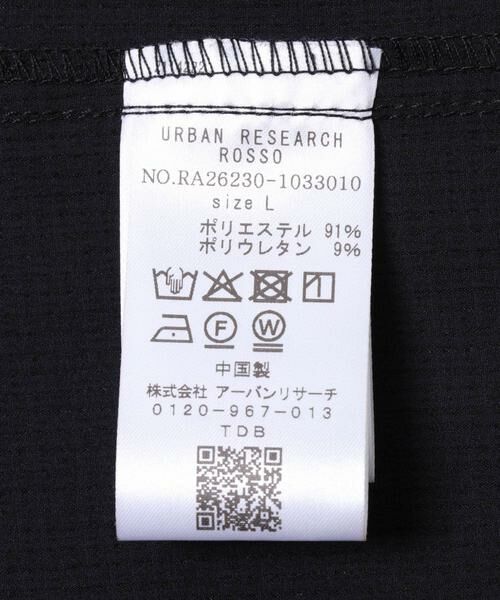 URBAN RESEARCH
ROSSO
NO.RA26230-1033010
size L
ポリエステル 91%
ポリウレタン 9%
F W
中国製
株式会社 アーバンリサーチ
0120-967-013
TDB